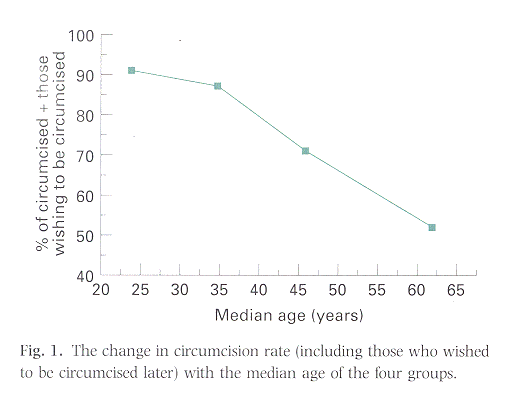 100
90
80
70
60
50
40
% of circumcised + those
wishing to be circumcised
20 25 30 35 40 45 50 55 60 65
Median age (years)
Fig. 1. The change in circumcision rate (including those who wished
to be circumcised later) with the median age of the four groups.